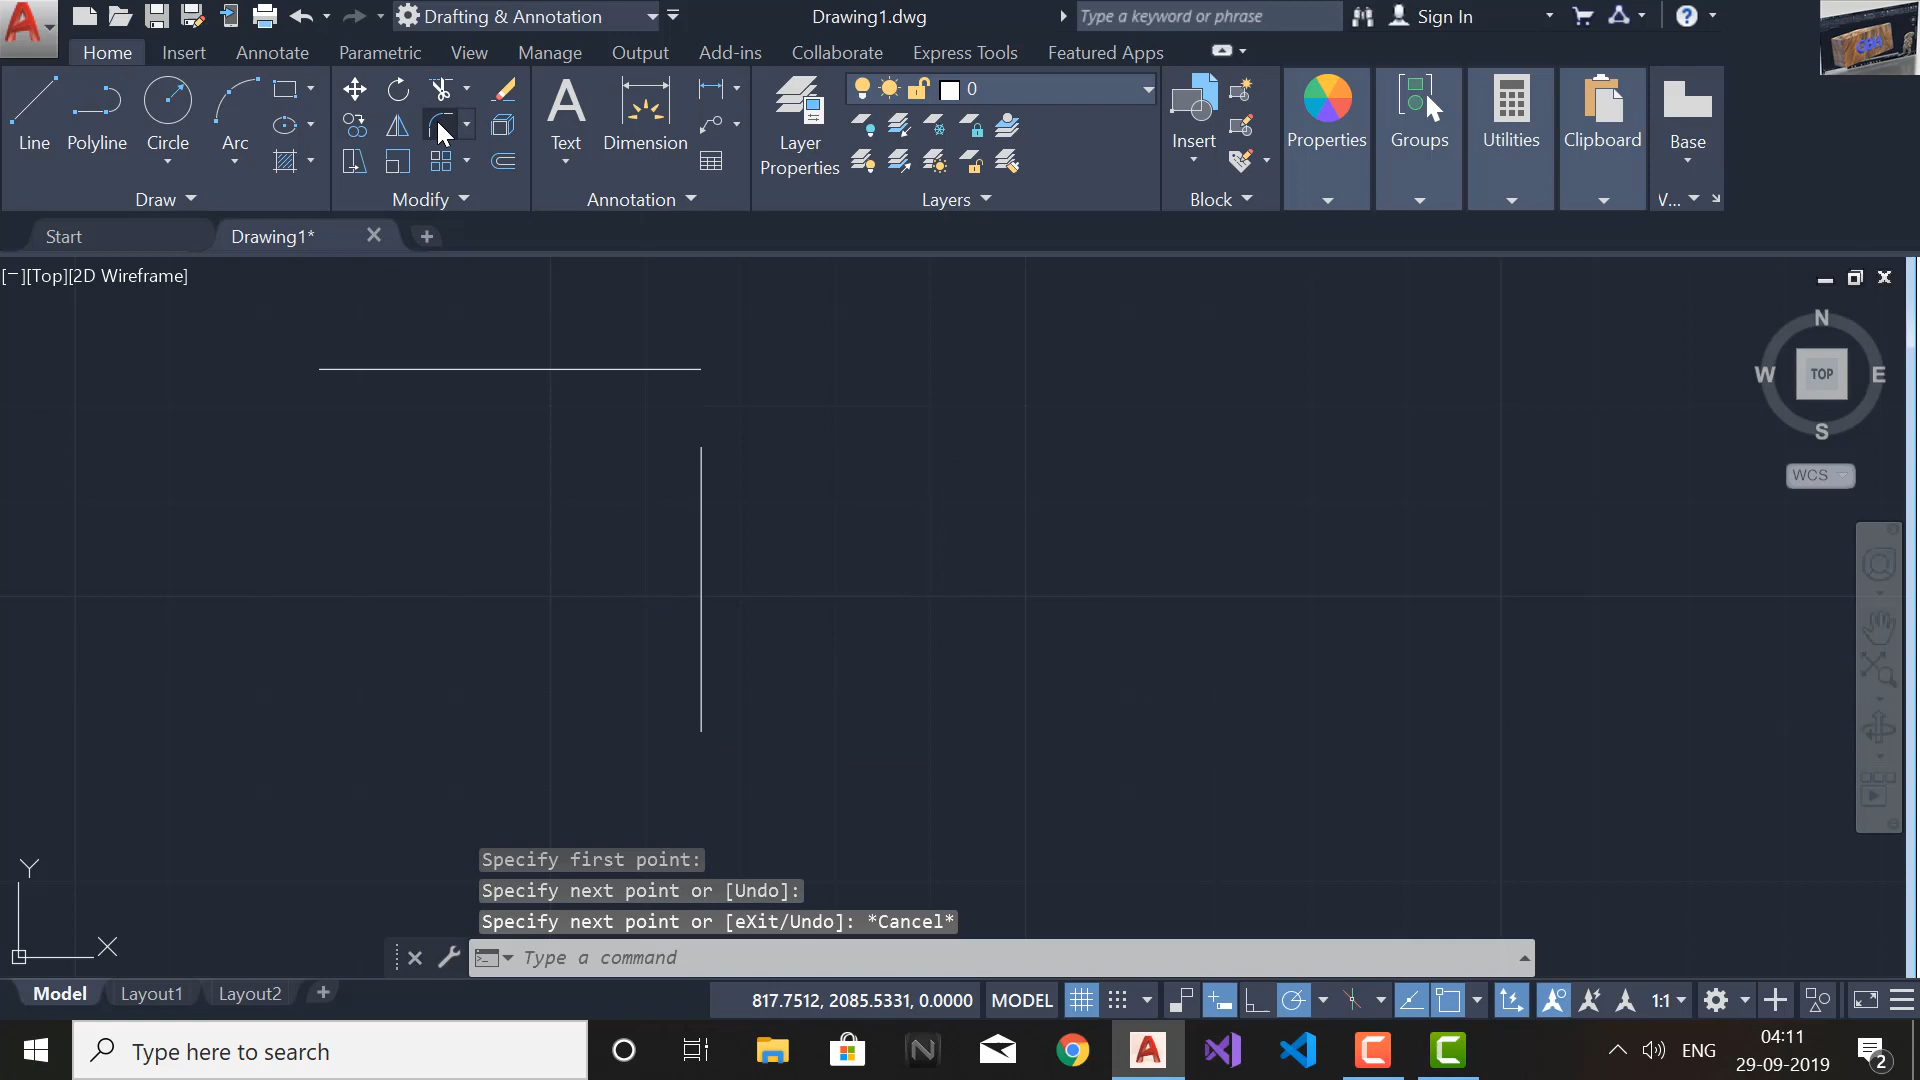 Drafting & Annotation
Drawing1.dwg
Type a keyword or phrase
Sign In
Home
Insert
Annotate
Parametric
View
Manage
Output
Add-ins
Collaborate
Express Tools
Featured Apps
Line
Polyline
Circle
Arc
Text
Dimension
Layer
Properties
0
Insert
Properties
Groups
Utilities
Clipboard
Base
Draw
Modify
Annotation
Layers
Block
V...
Start
Drawing1*
[−][Top][2D Wireframe]
N
W
TOP
E
S
WCS
Y
X
Specify first point:
Specify next point or [Undo]:
Specify next point or [eXit/Undo]: *Cancel*
Type a command
Model
Layout1
Layout2
817.7512, 2085.5331, 0.0000
MODEL
1:1
Type here to search
ENG
04:11
29-09-2019
2